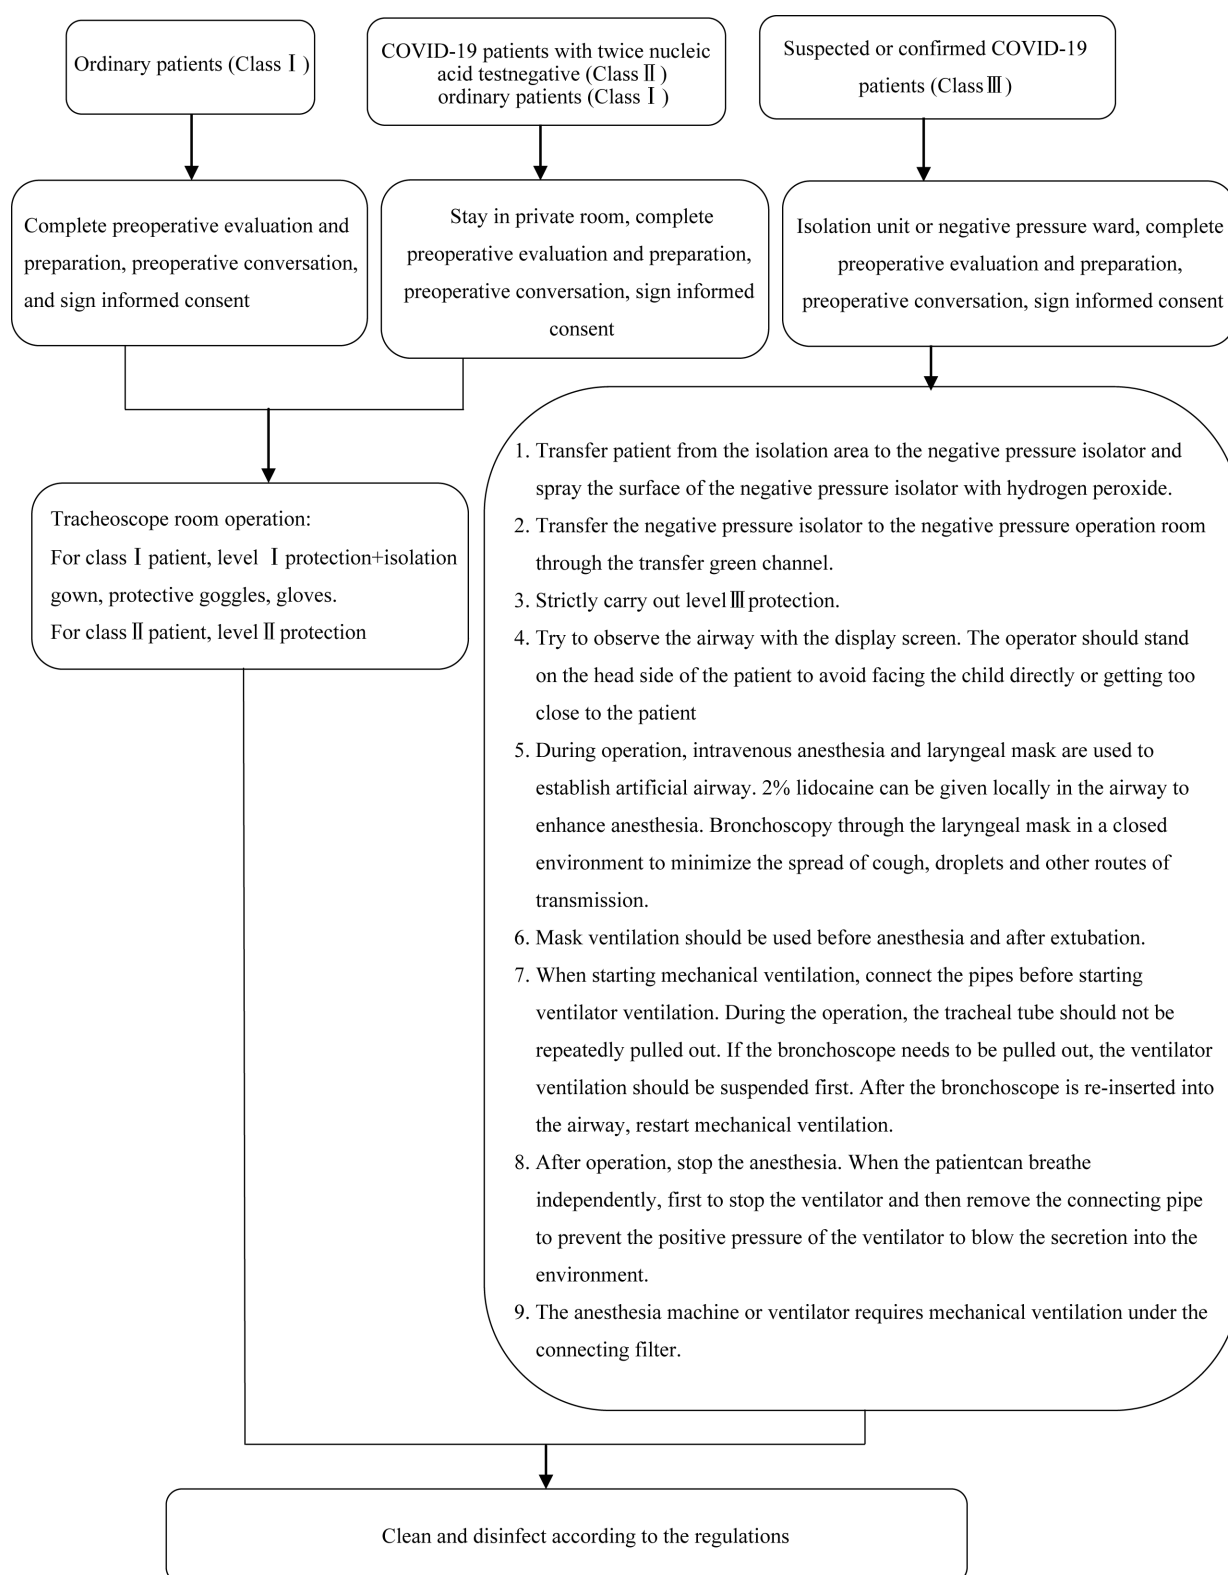 Ordinary patients (Class Ⅰ)
COVID-19 patients with twice nucleic
acid testnegative (Class Ⅱ)
ordinary patients (Class Ⅰ)
Suspected or confirmed COVID-19
patients (Class Ⅲ)
Complete preoperative evaluation and
preparation, preoperative conversation,
and sign informed consent
Stay in private room, complete
preoperative evaluation and preparation,
preoperative conversation, sign informed
consent
Isolation unit or negative pressure ward, complete
preoperative evaluation and preparation,
preoperative conversation, sign informed consent
Tracheoscope room operation:
For class Ⅰ patient, level Ⅰ protection+isolation
gown, protective goggles, gloves.
For class Ⅱ patient, level Ⅱ protection
1. Transfer patient from the isolation area to the negative pressure isolator and
spray the surface of the negative pressure isolator with hydrogen peroxide.
2. Transfer the negative pressure isolator to the negative pressure operation room
through the transfer green channel.
3. Strictly carry out level Ⅲ protection.
4. Try to observe the airway with the display screen. The operator should stand
on the head side of the patient to avoid facing the child directly or getting too
close to the patient
5. During operation, intravenous anesthesia and laryngeal mask are used to
establish artificial airway. 2% lidocaine can be given locally in the airway to
enhance anesthesia. Bronchoscopy through the laryngeal mask in a closed
environment to minimize the spread of cough, droplets and other routes of
transmission.
6. Mask ventilation should be used before anesthesia and after extubation.
7. When starting mechanical ventilation, connect the pipes before starting
ventilator ventilation. During the operation, the tracheal tube should not be
repeatedly pulled out. If the bronchoscope needs to be pulled out, the ventilator
ventilation should be suspended first. After the bronchoscope is re-inserted into
the airway, restart mechanical ventilation.
8. After operation, stop the anesthesia. When the patientcan breathe
independently, first to stop the ventilator and then remove the connecting pipe
to prevent the positive pressure of the ventilator to blow the secretion into the
environment.
9. The anesthesia machine or ventilator requires mechanical ventilation under the
connecting filter.
Clean and disinfect according to the regulations